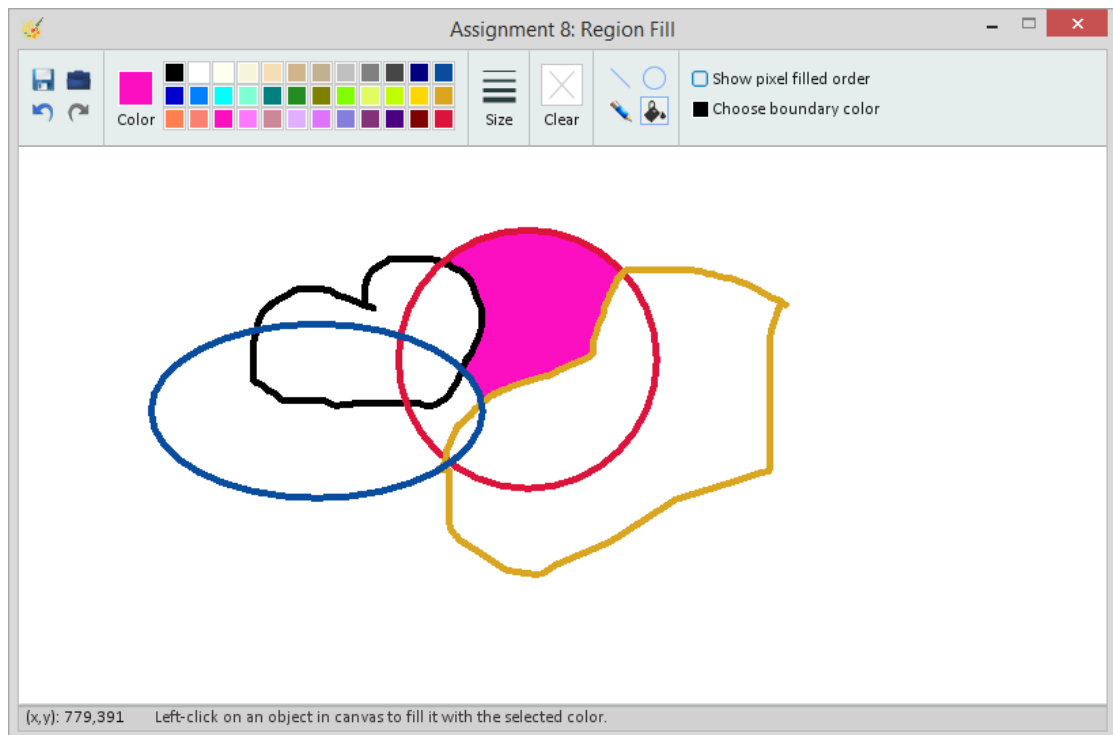 Assignment 8: Region Fill
Color
Size
Clear
Show pixel filled order
Choose boundary color
(x,y): 779,391 Left-click on an object in canvas to fill it with the selected color.